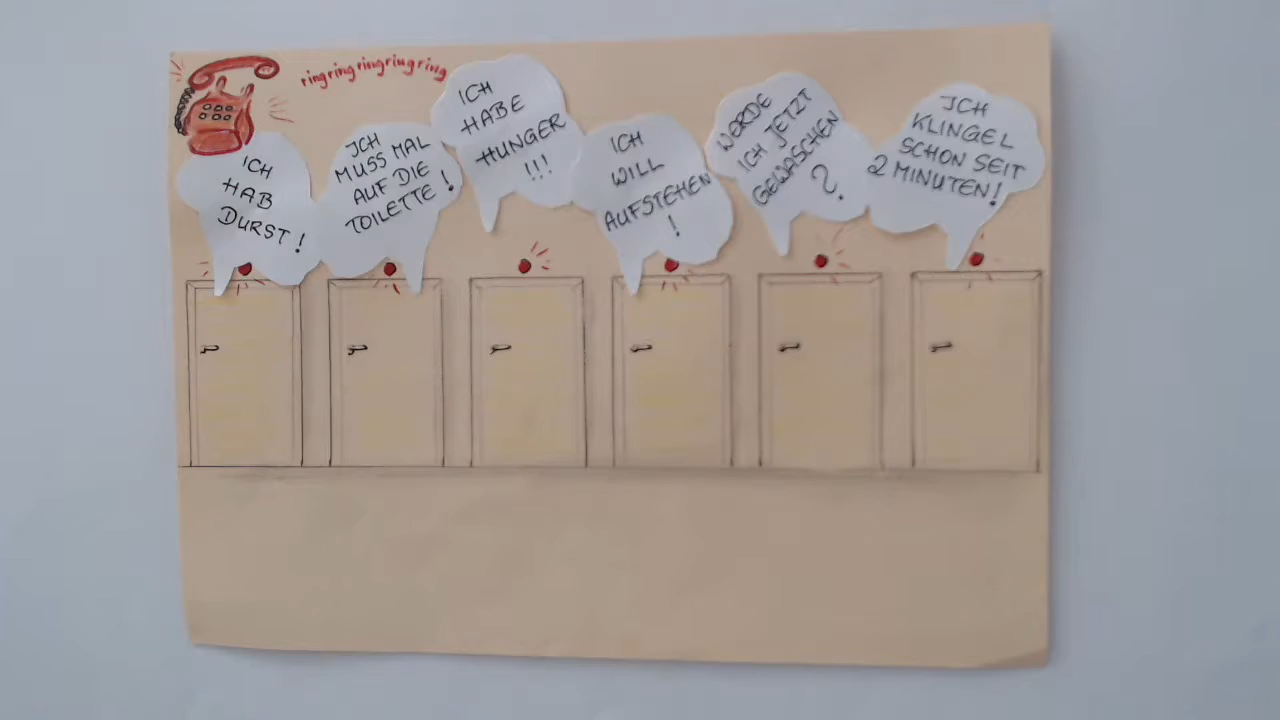 ringringringringring
ICH
HAB
DURST!
ICH
MUSS MAL
AUF DIE
TOILETTE!
ICH
HABE
HUNGER
!!!
ICH
WILL
AUFSTEHEN
!
WERDE
ICH JETZT
GEWASCHEN
?
ICH
KLINGEL
SCHON SEIT
2 MINUTEN!